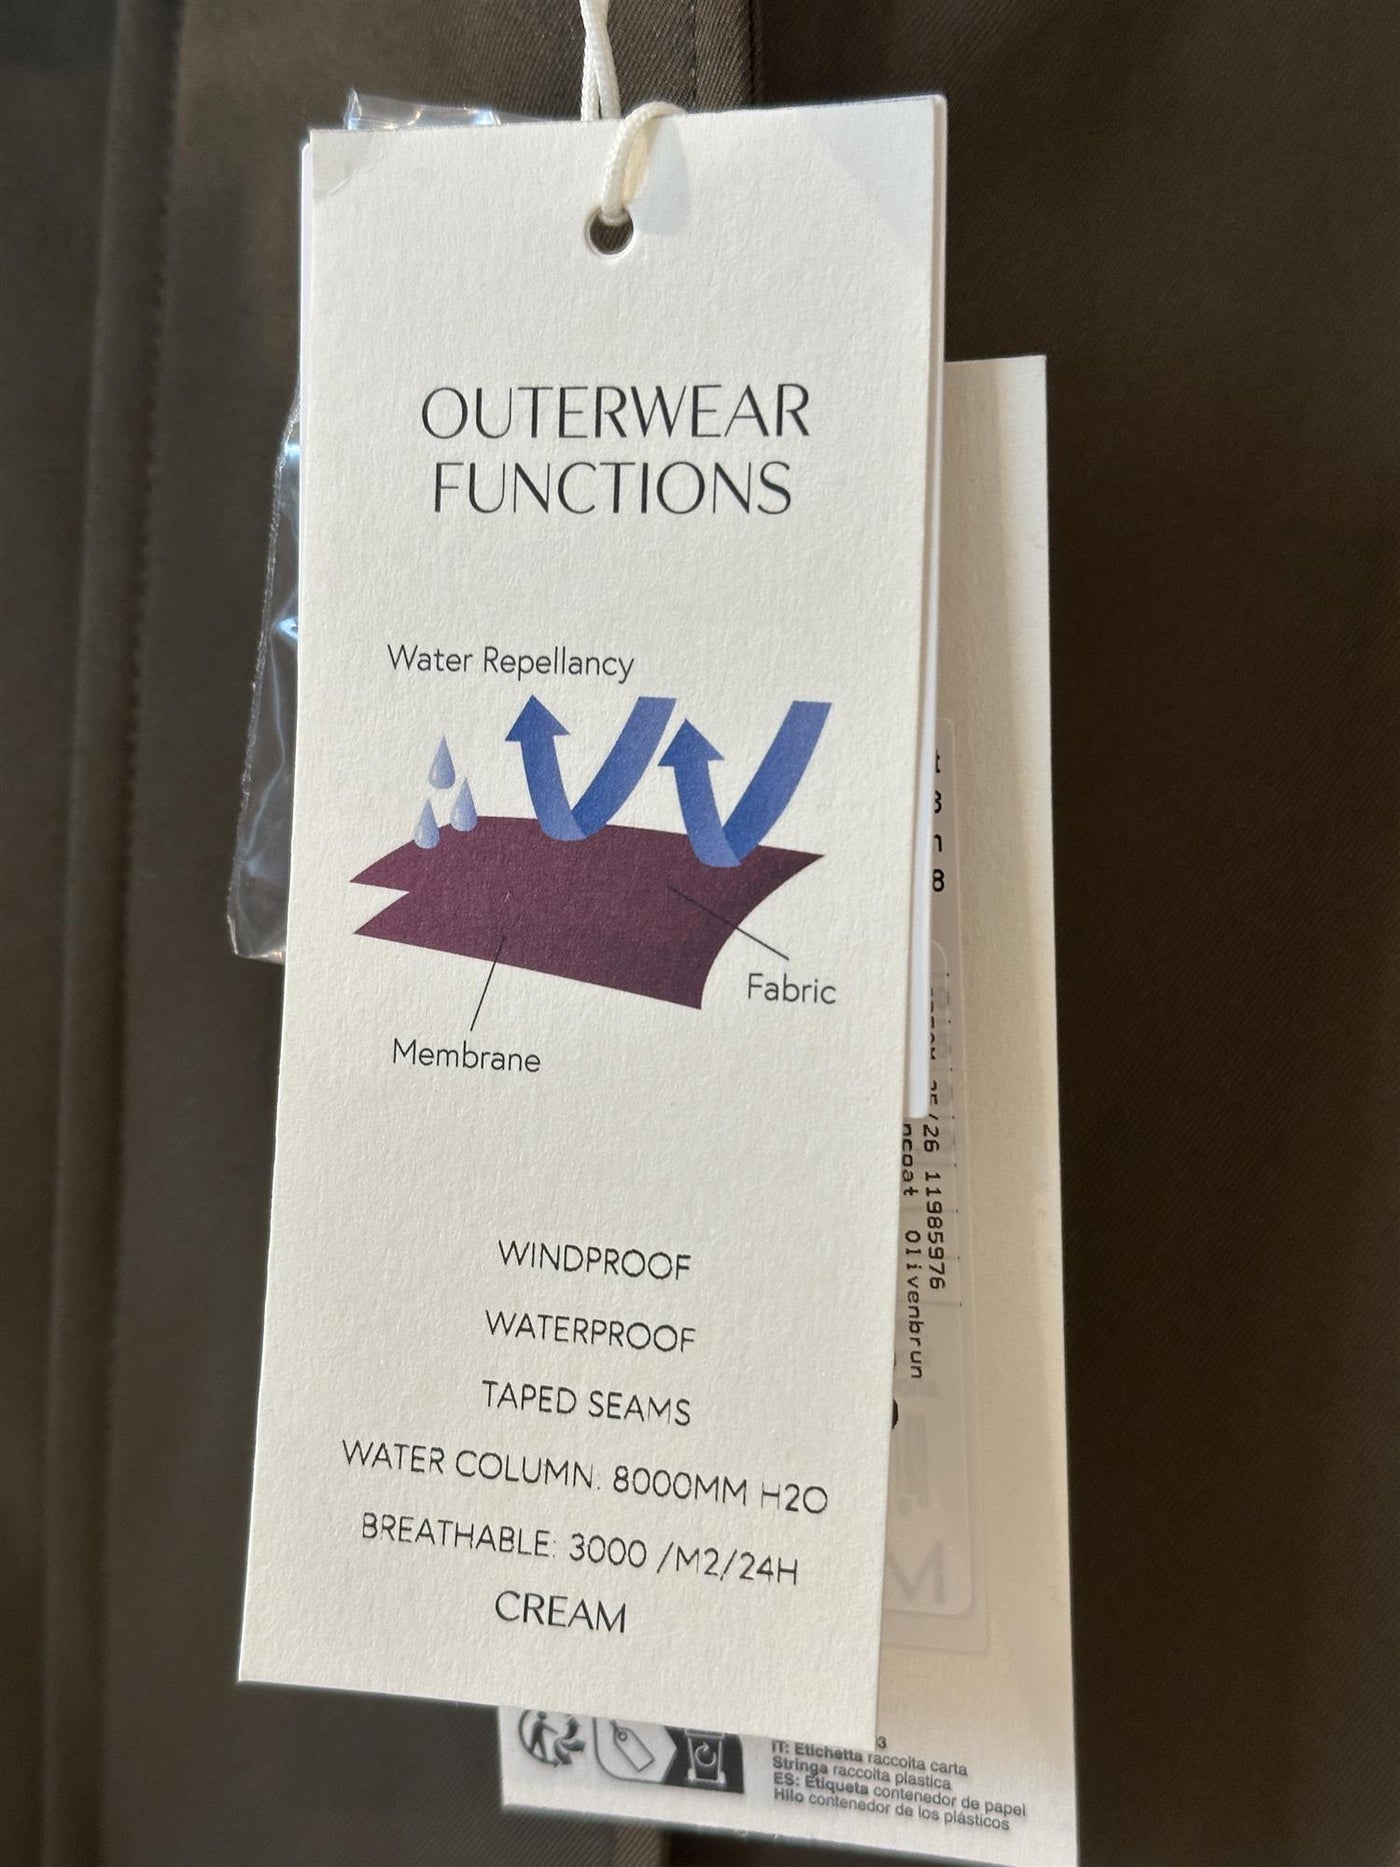 OUTERWEAR
FUNCTIONS
Water Repellancy
Fabric
Membrane
WINDPROOF
WATERPROOF
TAPED SEAMS
WATER COLUMN: 8000MM H2O
BREATHABLE: 3000 /M2/24H
CREAM
8
/26 11985976
Olivenbrun
M
3
IT: Etichetta raccolta carta
Stringa raccolta plastica
ES: Etiqueta contenedor de papel
Hilo contenedor de los plásticos